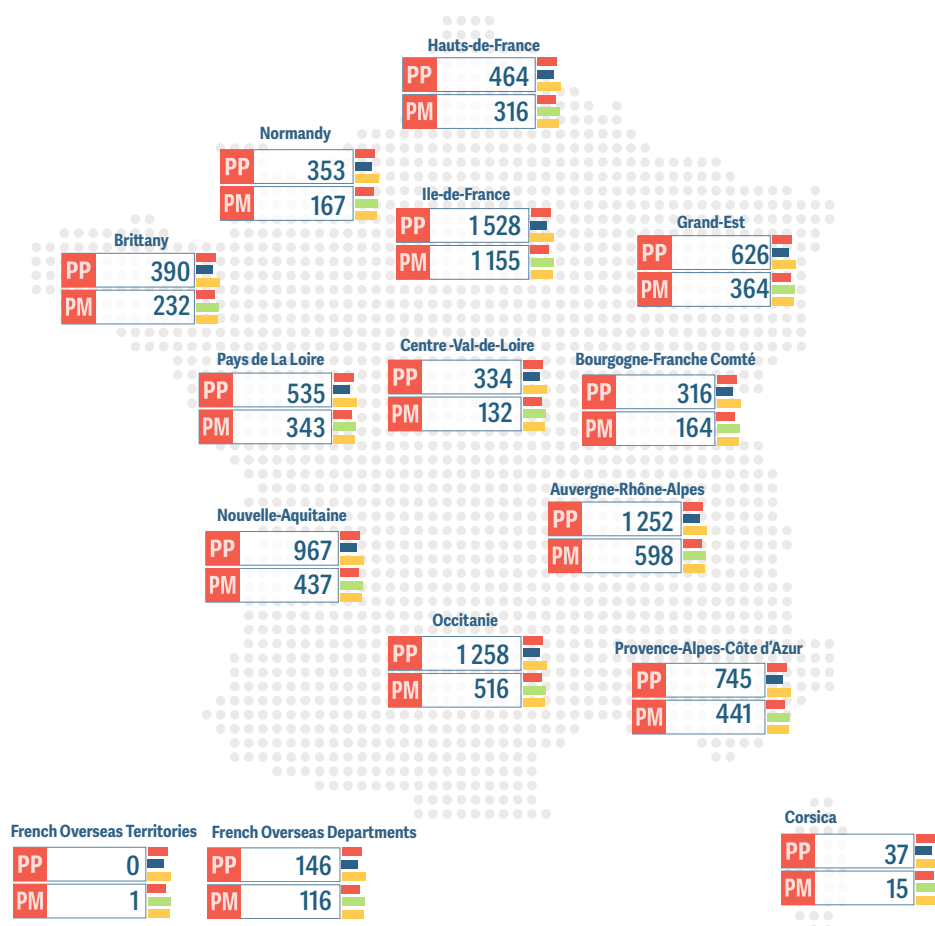 Hauts-de-France
PP 464
PM 316
Normandy
PP 353
PM 167
Ile-de-France
PP 1 528
PM 1 155
Grand-Est
PP 626
PM 364
Brittany
PP 390
PM 232
Pays de La Loire
PP 535
PM 343
Centre -Val-de-Loire
PP 334
PM 132
Bourgogne-Franche Comté
PP 316
PM 164
Auvergne-Rhône-Alpes
PP 1 252
PM 598
Nouvelle-Aquitaine
PP 967
PM 437
Occitanie
PP 1 258
PM 516
Provence-Alpes-Côte d'Azur
PP 745
PM 441
French Overseas Territories
PP 0
PM 1
French Overseas Departments
PP 146
PM 116
Corsica
PP 37
PM 15